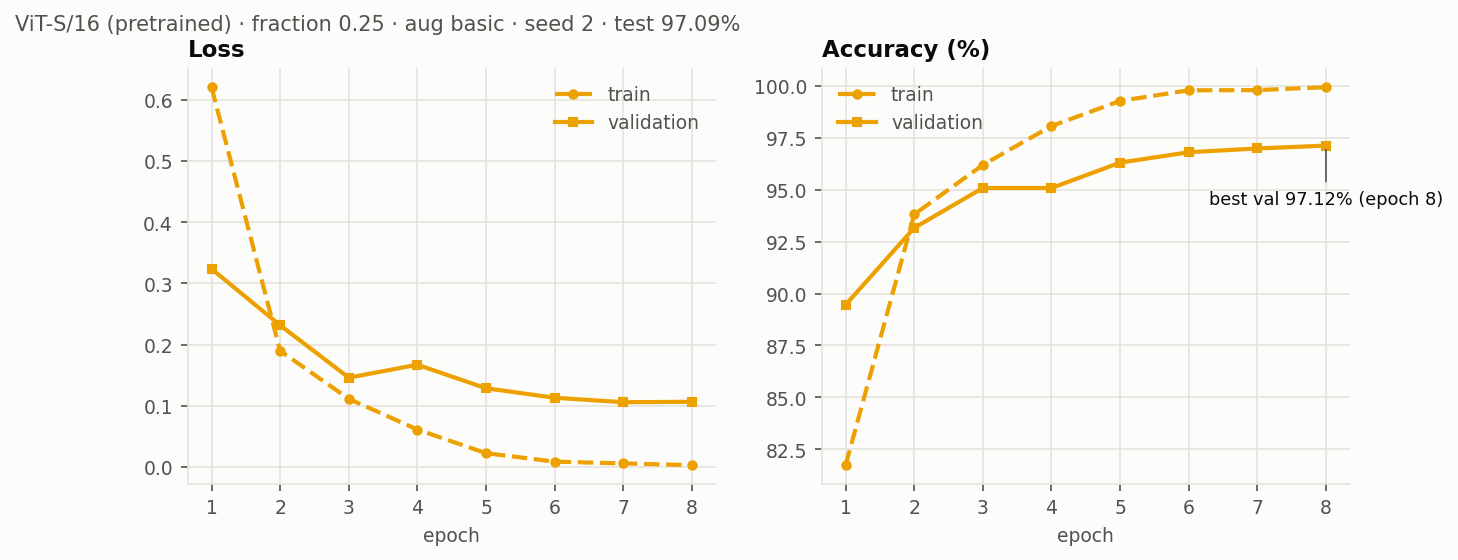 ViT-S/16 (pretrained) · fraction 0.25 · aug basic · seed 2 · test 97.09%
Loss
0.6
0.5
0.4
0.3
0.2
0.1
0.0
train
validation
1 2 3 4 5 6 7 8
epoch
Accuracy (%)
100.0
97.5
95.0
92.5
90.0
87.5
85.0
82.5
train
validation
best val 97.12% (epoch 8)
1 2 3 4 5 6 7 8
epoch